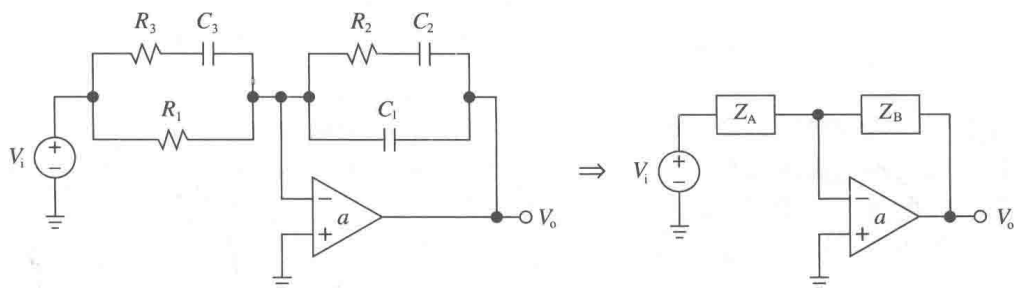 R3 C3
R2 C2
R1
C1
Vi
+
−
−
+
a
Vo
⇒
ZA
ZB
Vi
+
−
−
+
a
Vo